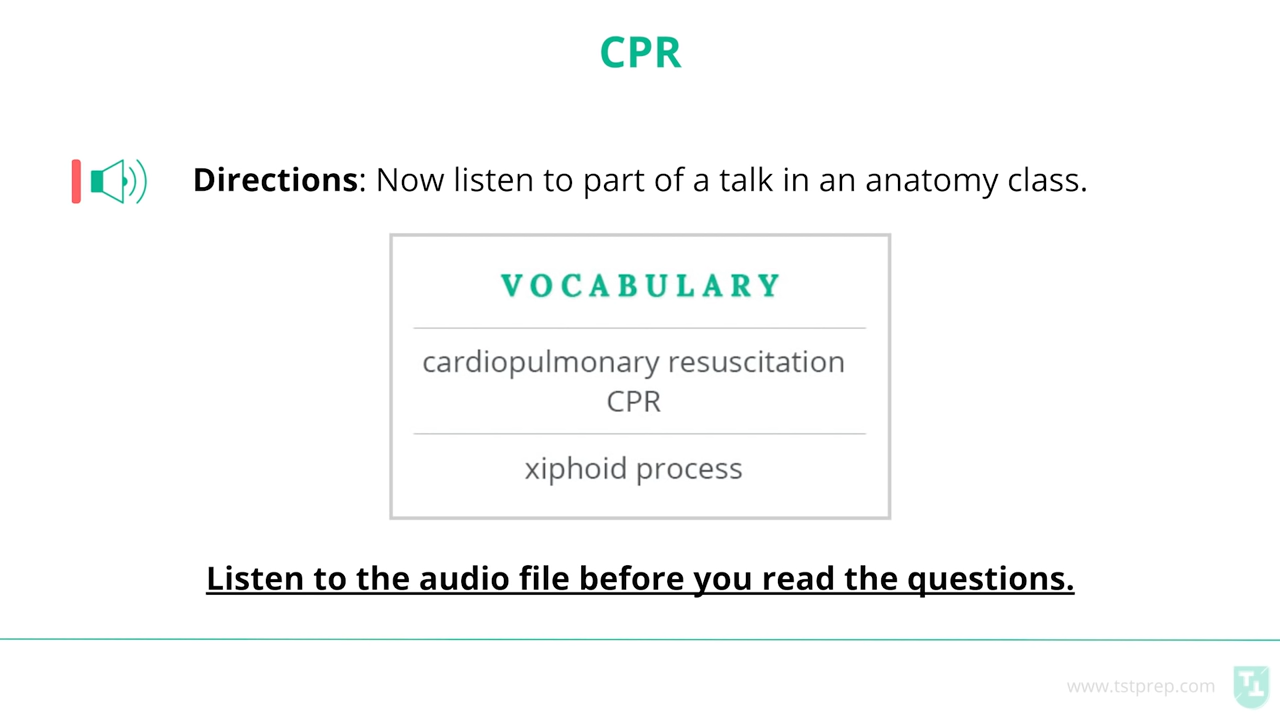 CPR
Directions: Now listen to part of a talk in an anatomy class.
VOCABULARY
cardiopulmonary resuscitation
CPR
xiphoid process
Listen to the audio file before you read the questions.
www.tstprep.com